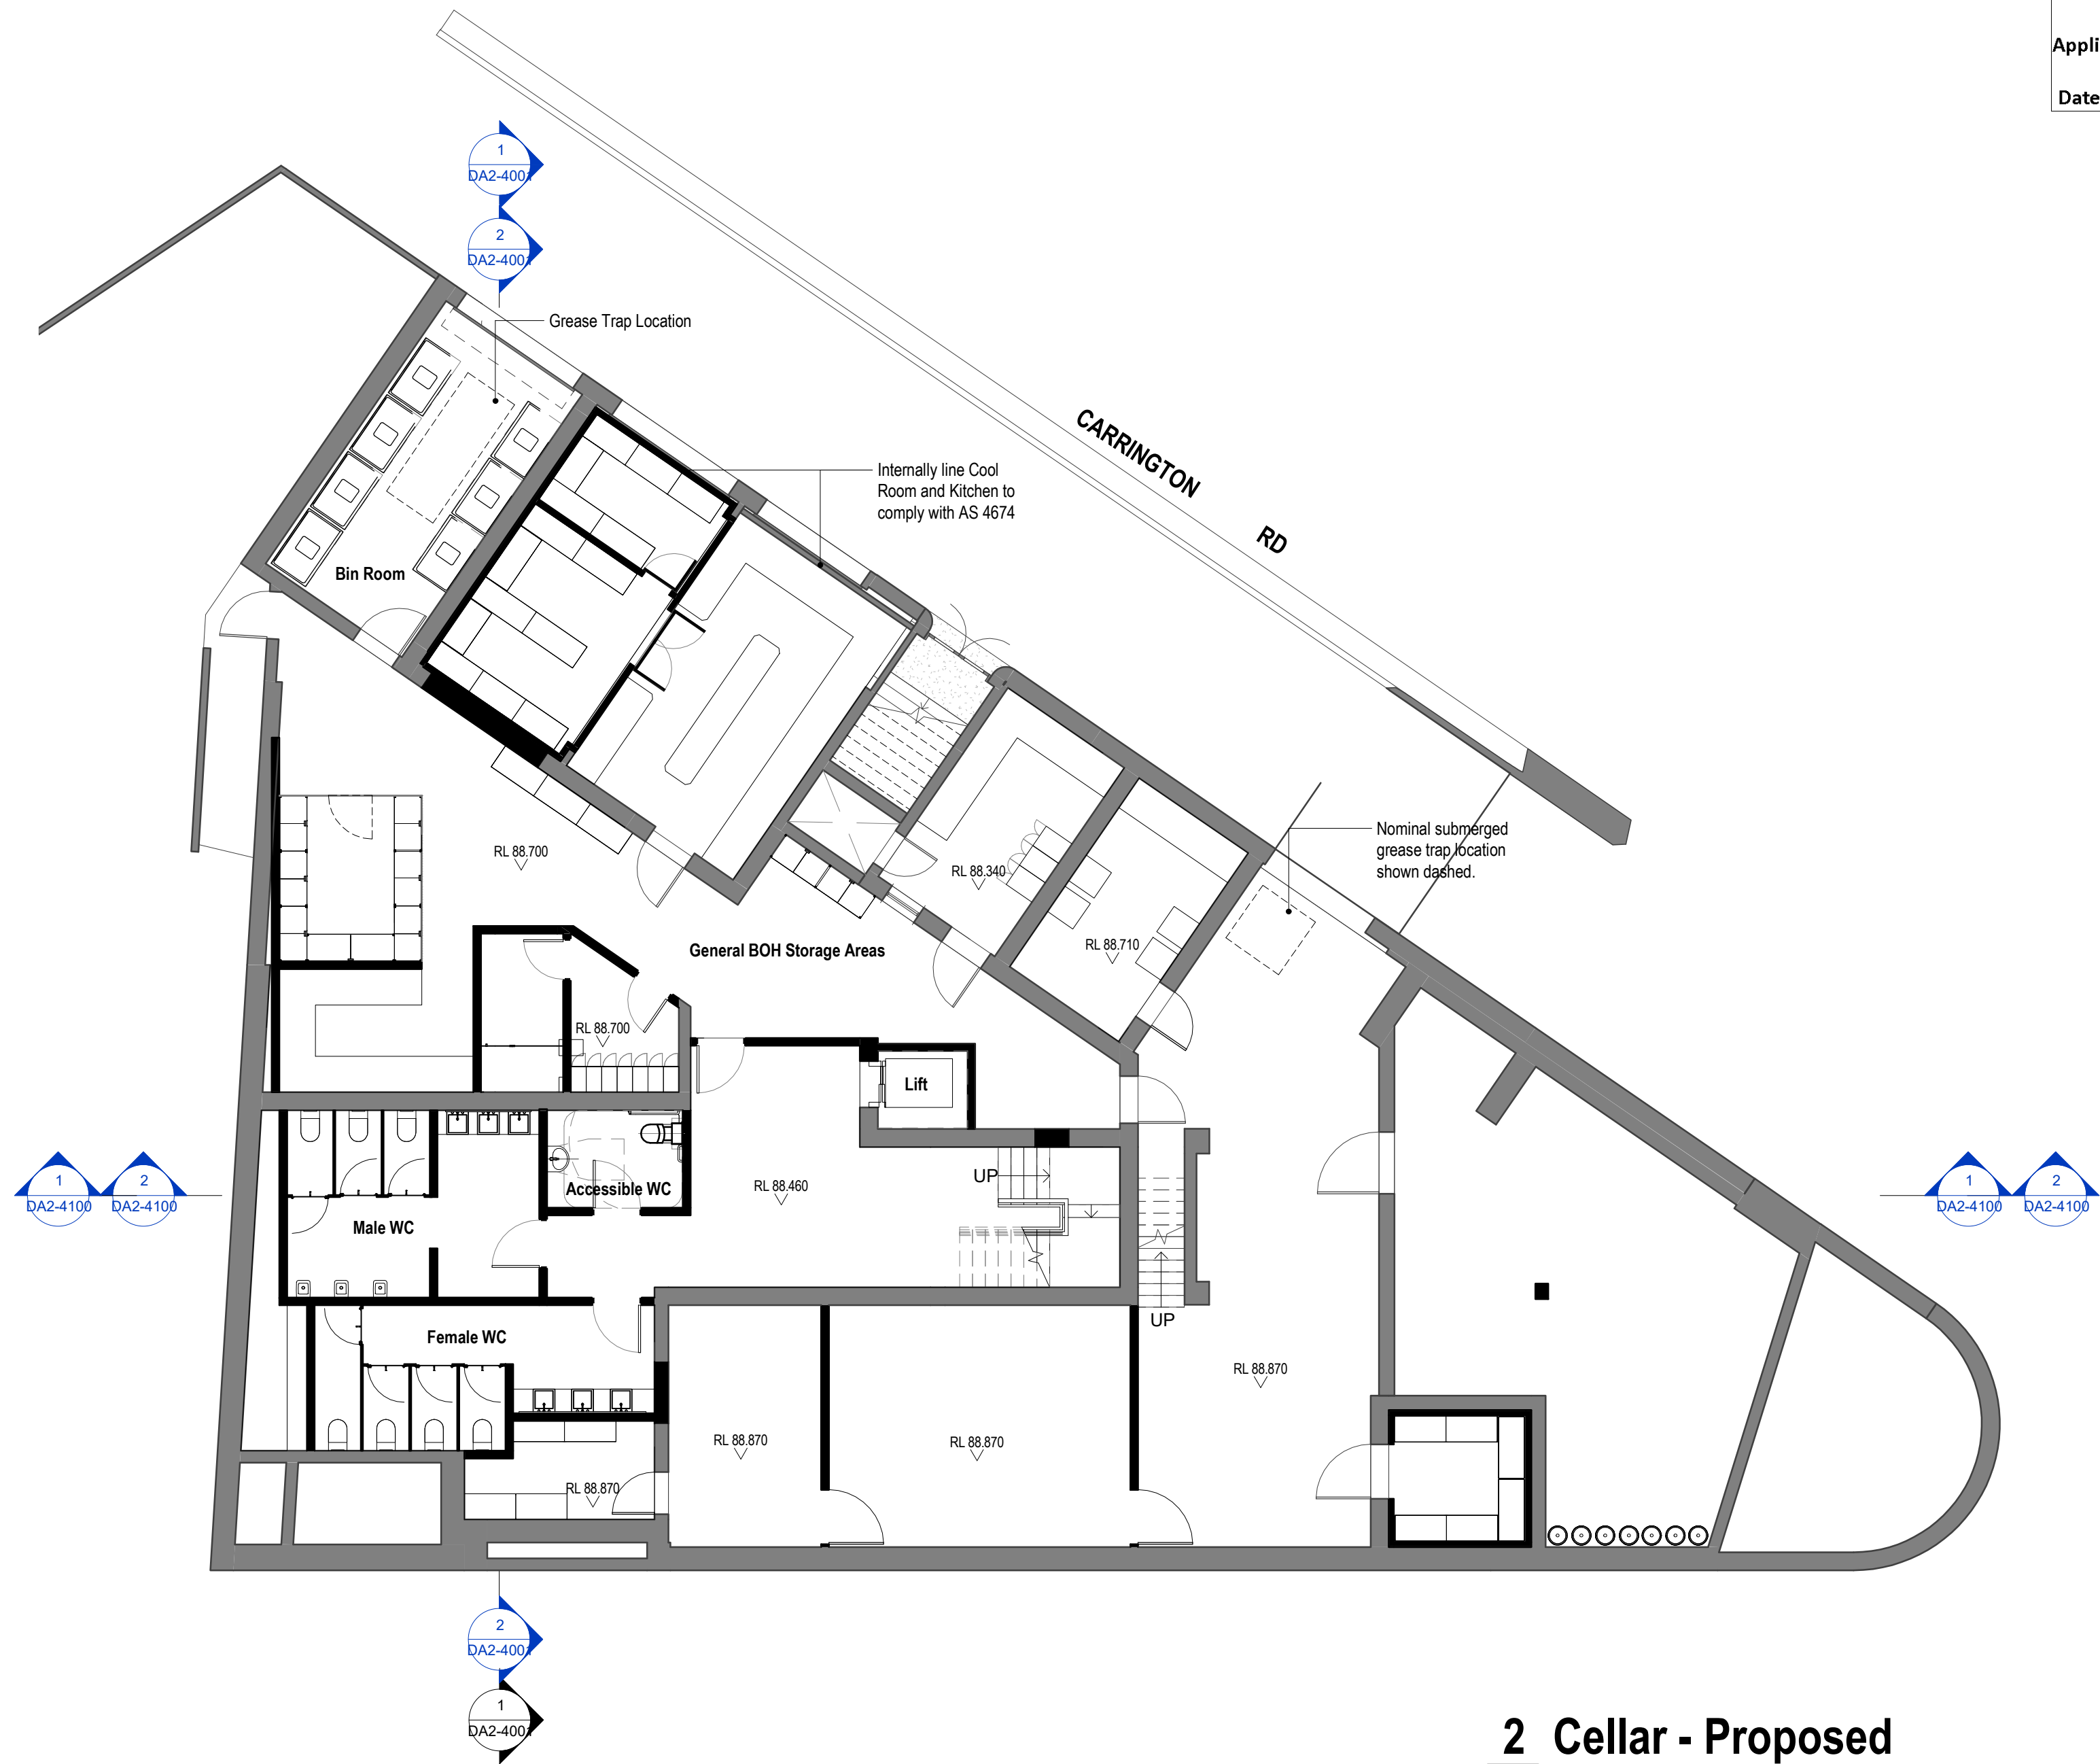 Appli
Date
1
DA2-4001
2
DA2-4001
Grease Trap Location
CARRINGTON
RD
Internally line Cool
Room and Kitchen to
comply with AS 4674
Bin Room
Nominal submerged
grease trap location
shown dashed.
RL 88.700
RL 88.340
RL 88.710
General BOH Storage Areas
RL 88.700
Lift
1
DA2-4100
2
DA2-4100
Accessible WC
RL 88.460
UP
1
DA2-4100
2
DA2-4100
Male WC
UP
Female WC
RL 88.870
RL 88.870
RL 88.870
RL 88.870
2
DA2-4001
1
DA2-4001
2 Cellar - Proposed